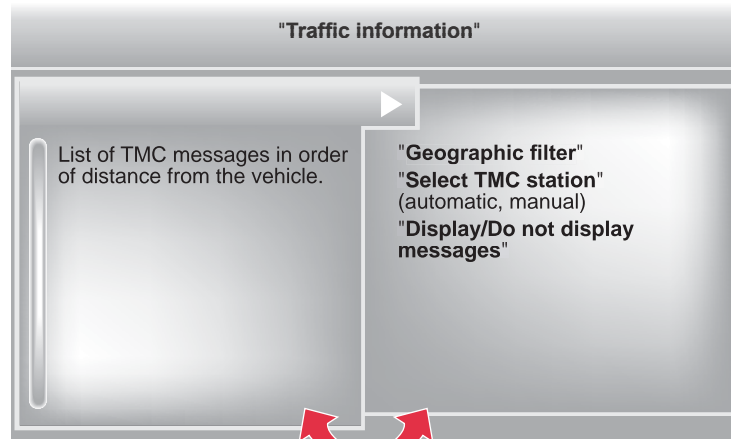 "Traffic information"
List of TMC messages in order
of distance from the vehicle.
"Geographic filter"
"Select TMC station"
(automatic, manual)
"Display/Do not display
messages"